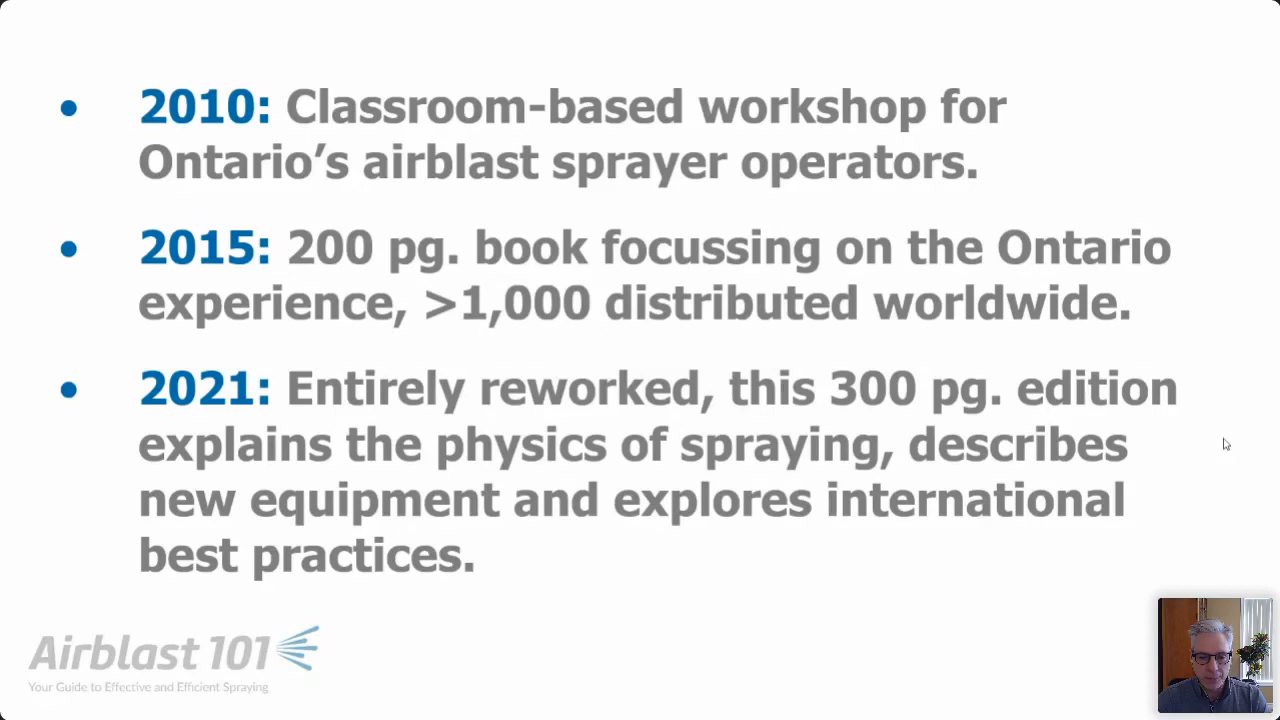 • 2010: Classroom-based workshop for
Ontario’s airblast sprayer operators.
• 2015: 200 pg. book focussing on the Ontario
experience, >1,000 distributed worldwide.
• 2021: Entirely reworked, this 300 pg. edition
explains the physics of spraying, describes
new equipment and explores international
best practices.
Airblast 101
Your Guide to Effective and Efficient Spraying